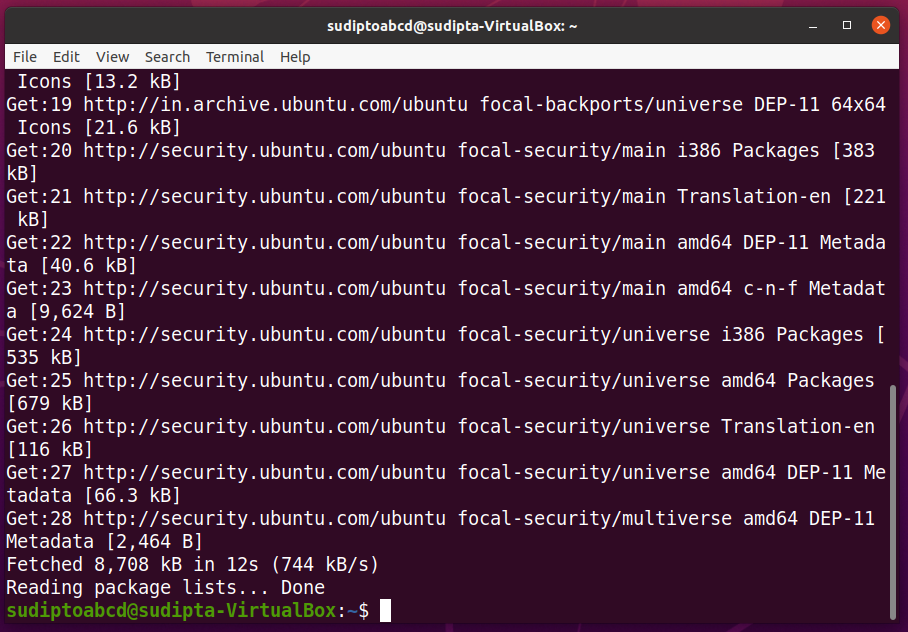 sudiptoabcd@sudipta-VirtualBox: ~
File Edit View Search Terminal Help
Icons [13.2 kB]
Get:19 http://in.archive.ubuntu.com/ubuntu focal-backports/universe DEP-11 64x64
Icons [21.6 kB]
Get:20 http://security.ubuntu.com/ubuntu focal-security/main i386 Packages [383
kB]
Get:21 http://security.ubuntu.com/ubuntu focal-security/main Translation-en [221
kB]
Get:22 http://security.ubuntu.com/ubuntu focal-security/main amd64 DEP-11 Metada
ta [40.6 kB]
Get:23 http://security.ubuntu.com/ubuntu focal-security/main amd64 c-n-f Metadat
a [9,624 B]
Get:24 http://security.ubuntu.com/ubuntu focal-security/universe i386 Packages [
535 kB]
Get:25 http://security.ubuntu.com/ubuntu focal-security/universe amd64 Packages
[679 kB]
Get:26 http://security.ubuntu.com/ubuntu focal-security/universe Translation-en
[116 kB]
Get:27 http://security.ubuntu.com/ubuntu focal-security/universe amd64 DEP-11 Me
tadata [66.3 kB]
Get:28 http://security.ubuntu.com/ubuntu focal-security/multiverse amd64 DEP-11
Metadata [2,464 B]
Fetched 8,708 kB in 12s (744 kB/s)
Reading package lists... Done
sudiptoabcd@sudipta-VirtualBox:~$